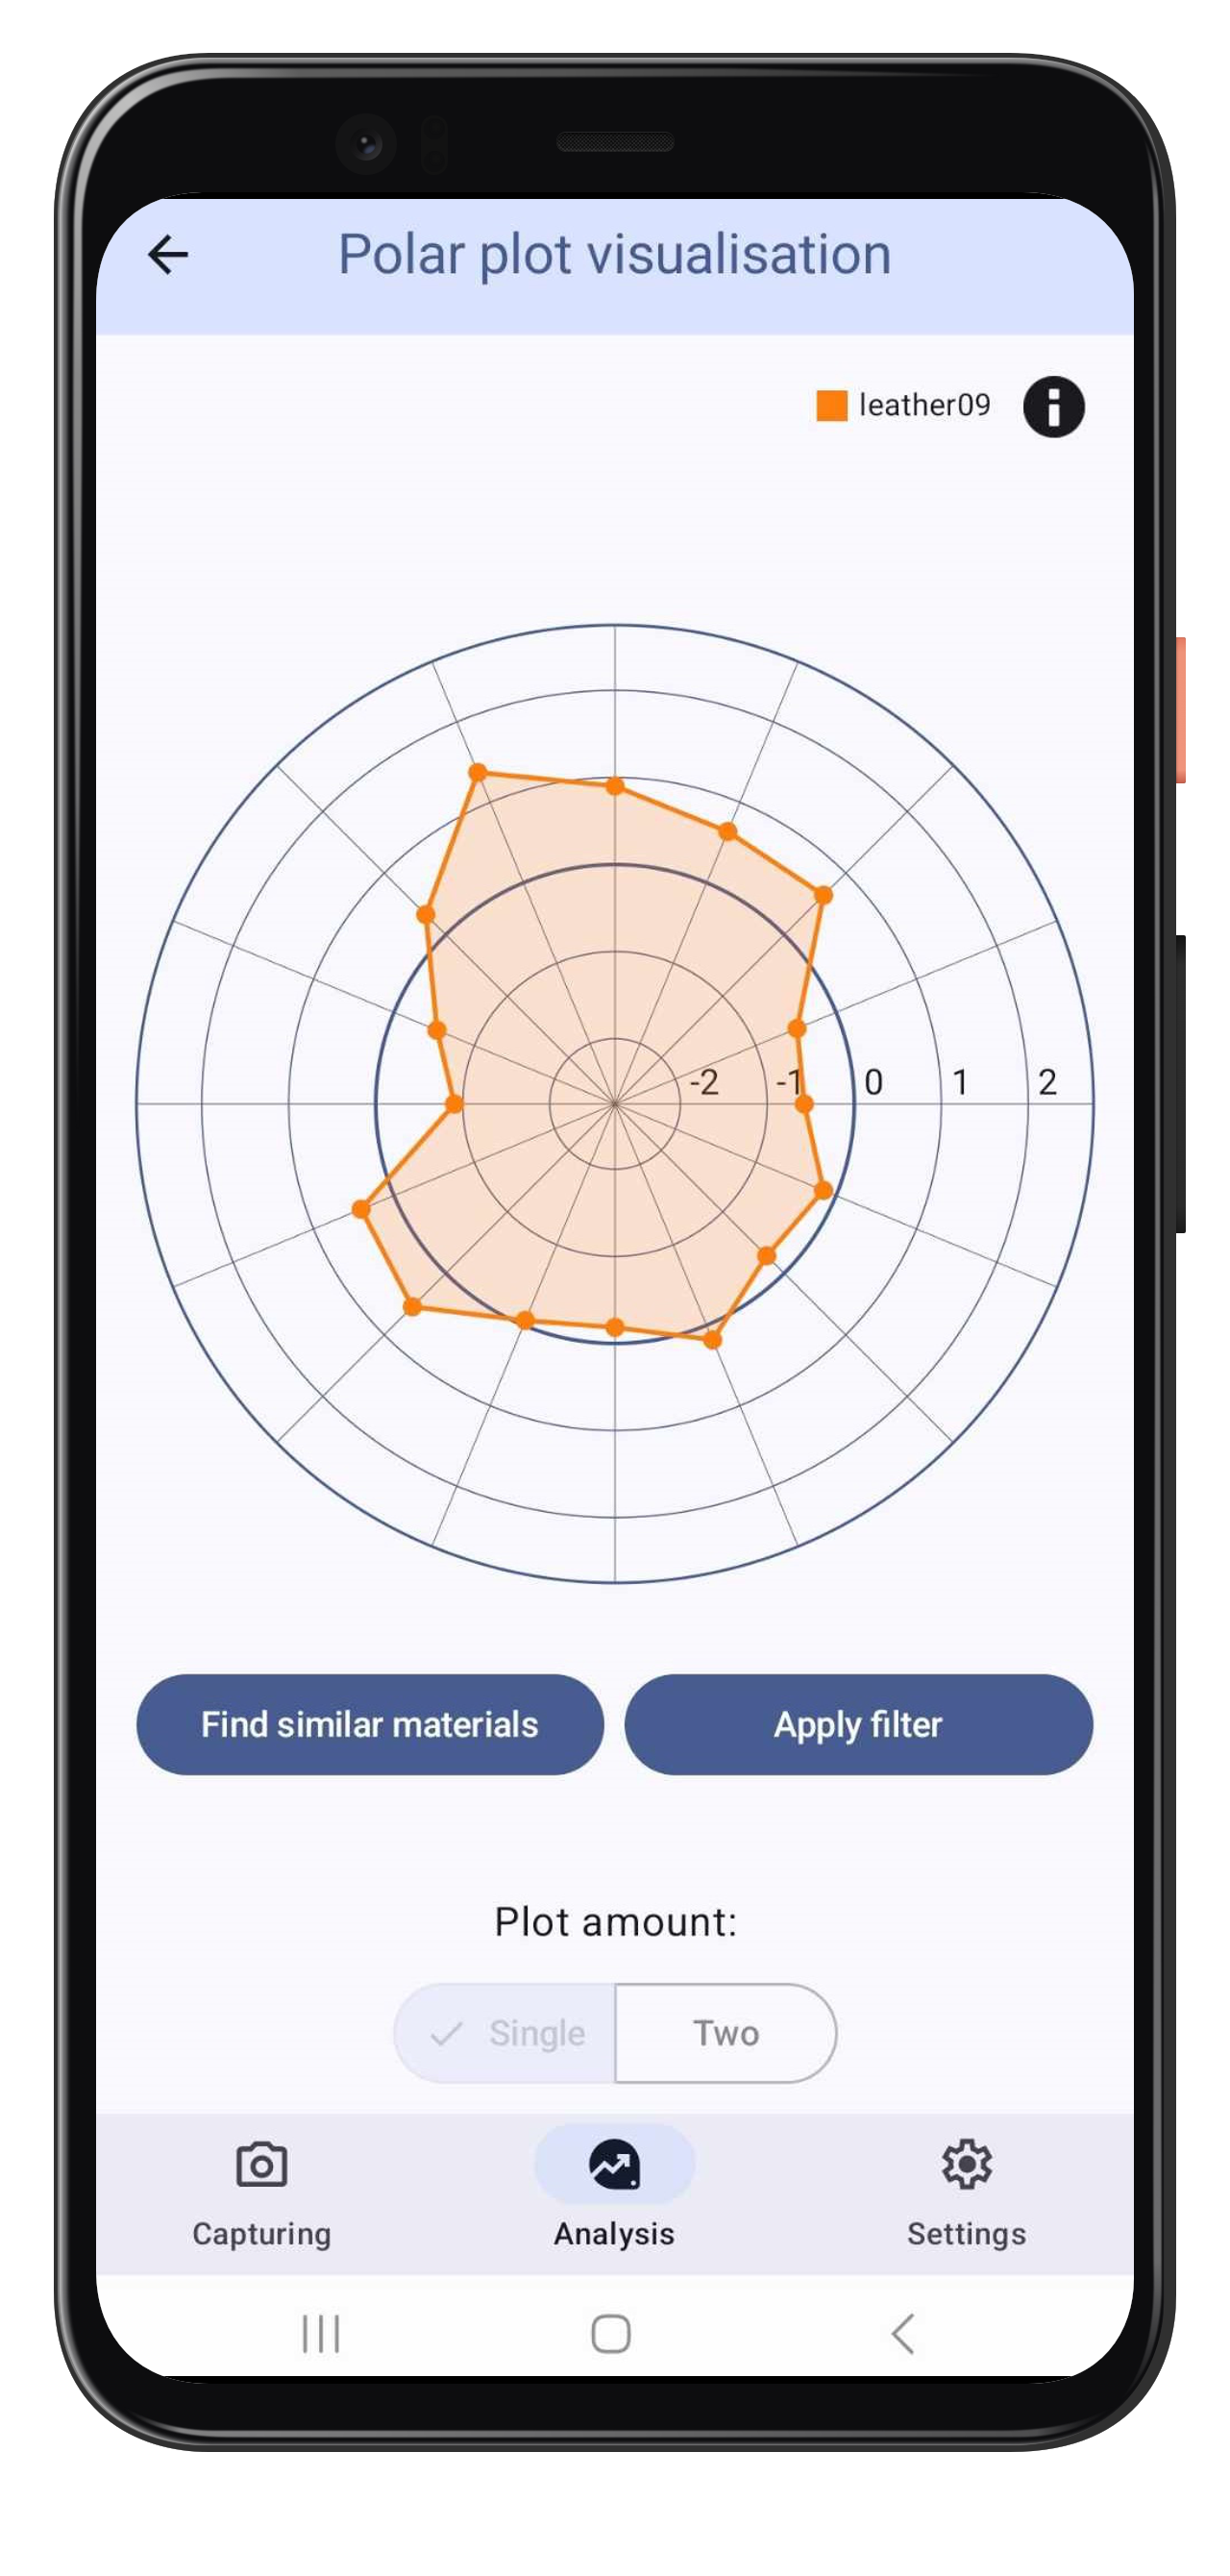 Polar plot visualisation
leather09
-2 -1 0 1 2
Find similar materials
Apply filter
Plot amount:
Single
Two
Capturing
Analysis
Settings